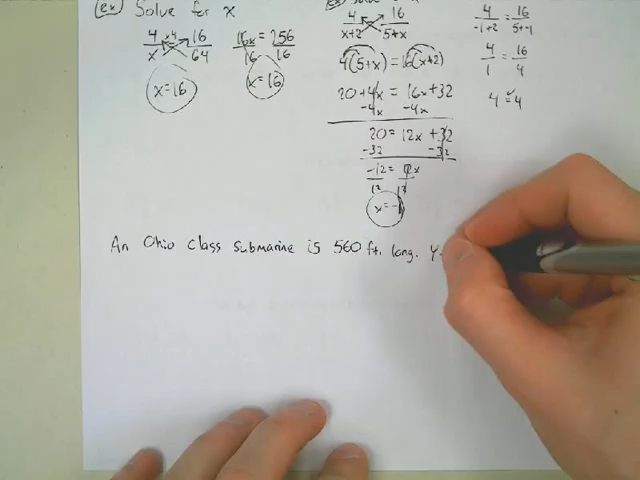 (ex) Solve for x
4/x ×4 16/64
16x = 256
16 16
x=16
x=16
4/x+2 16/5+x
4(5+x)=16(x+2)
20+4x = 16x+32
-4x -4x
20= 12x +32
-32 -32
-12= 12x
12 12
x=-1
4/-1+2 = 16/5+-1
4/1 = 16/4
4=4
An Ohio class submarine is 560 ft. long.